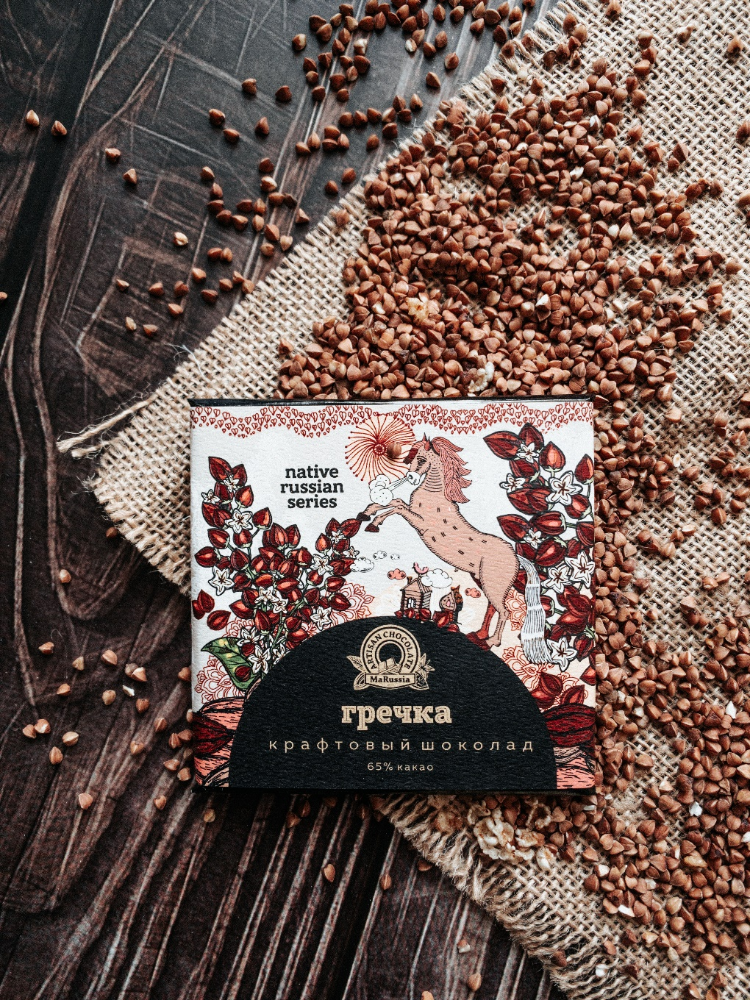 native
russian
series
ARTISAN CHOCOLATE
MaRussia
гречка
крафтовый шоколад
65% какао